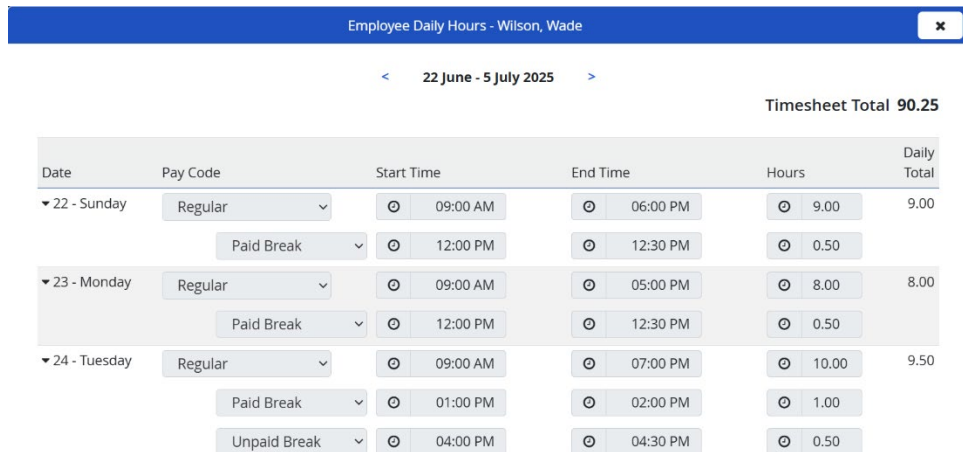 Employee Daily Hours - Wilson, Wade
< 22 June - 5 July 2025 >
Timesheet Total 90.25
Date Pay Code Start Time End Time Hours Daily Total
22 - Sunday Regular 09:00 AM 06:00 PM 9.00 9.00
Paid Break 12:00 PM 12:30 PM 0.50
23 - Monday Regular 09:00 AM 05:00 PM 8.00 8.00
Paid Break 12:00 PM 12:30 PM 0.50
24 - Tuesday Regular 09:00 AM 07:00 PM 10.00 9.50
Paid Break 01:00 PM 02:00 PM 1.00
Unpaid Break 04:00 PM 04:30 PM 0.50